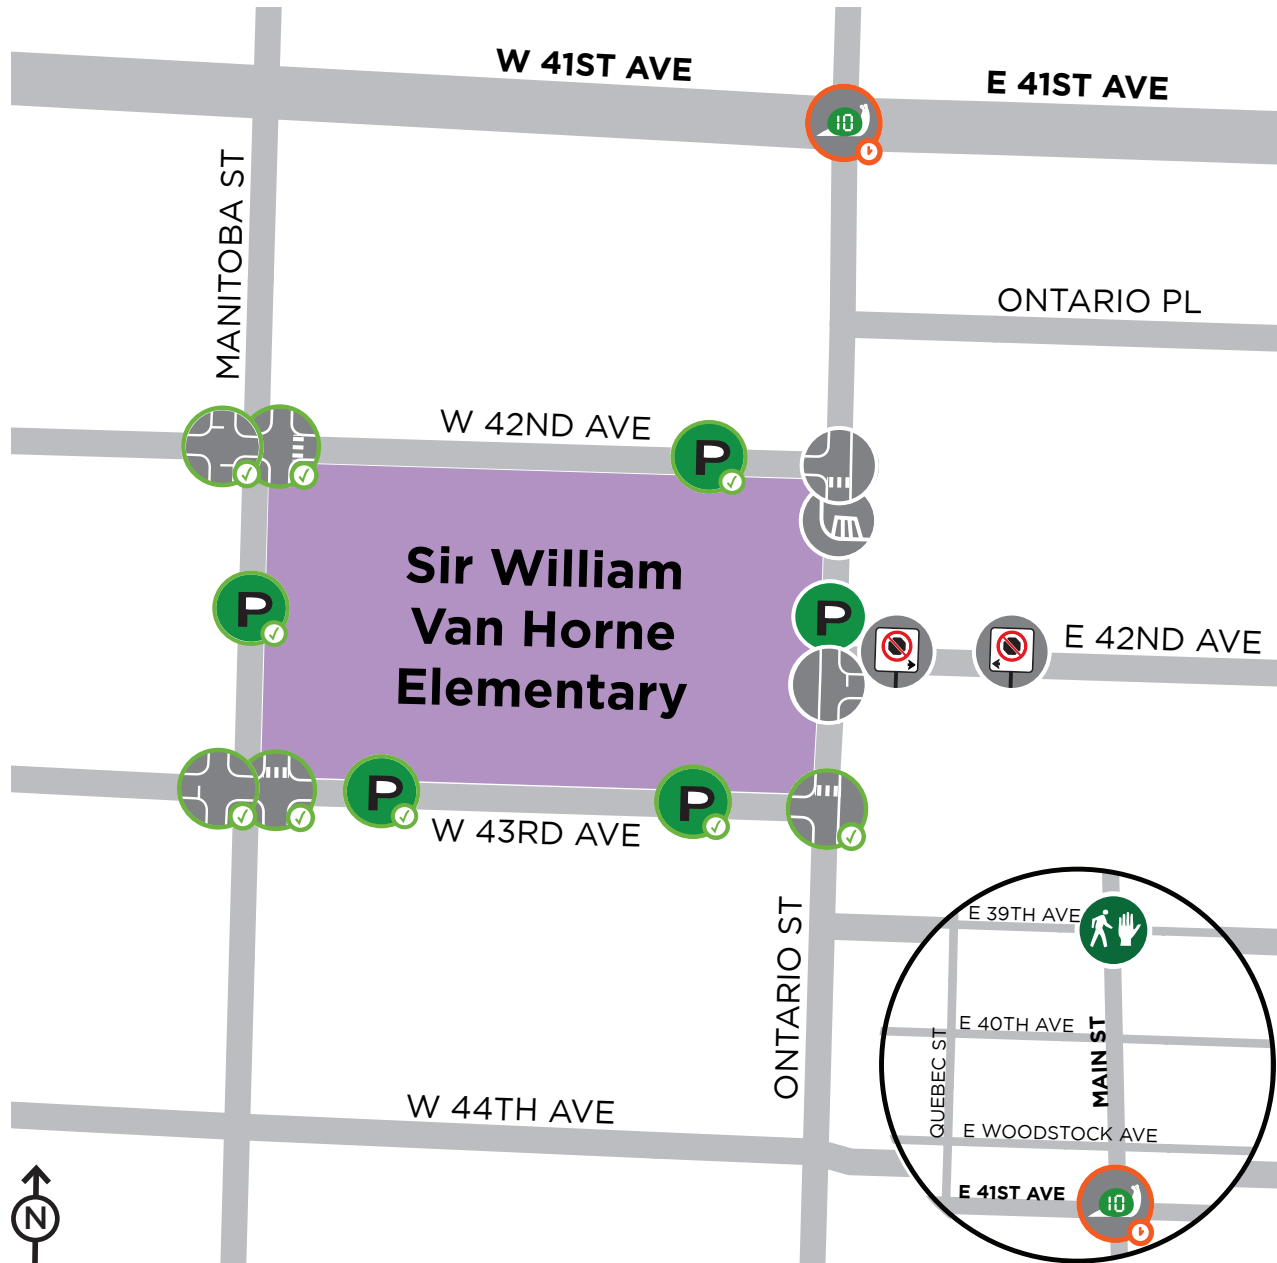 W 41ST AVE
E 41ST AVE
10
MANITOBA ST
ONTARIO PL
W 42ND AVE
P
Sir William
Van Horne
Elementary
P
P
E 42ND AVE
P
P
W 43RD AVE
ONTARIO ST
E 39TH AVE
E 40TH AVE
QUEBEC ST
MAIN ST
W 44TH AVE
E WOODSTOCK AVE
E 41ST AVE
10
N